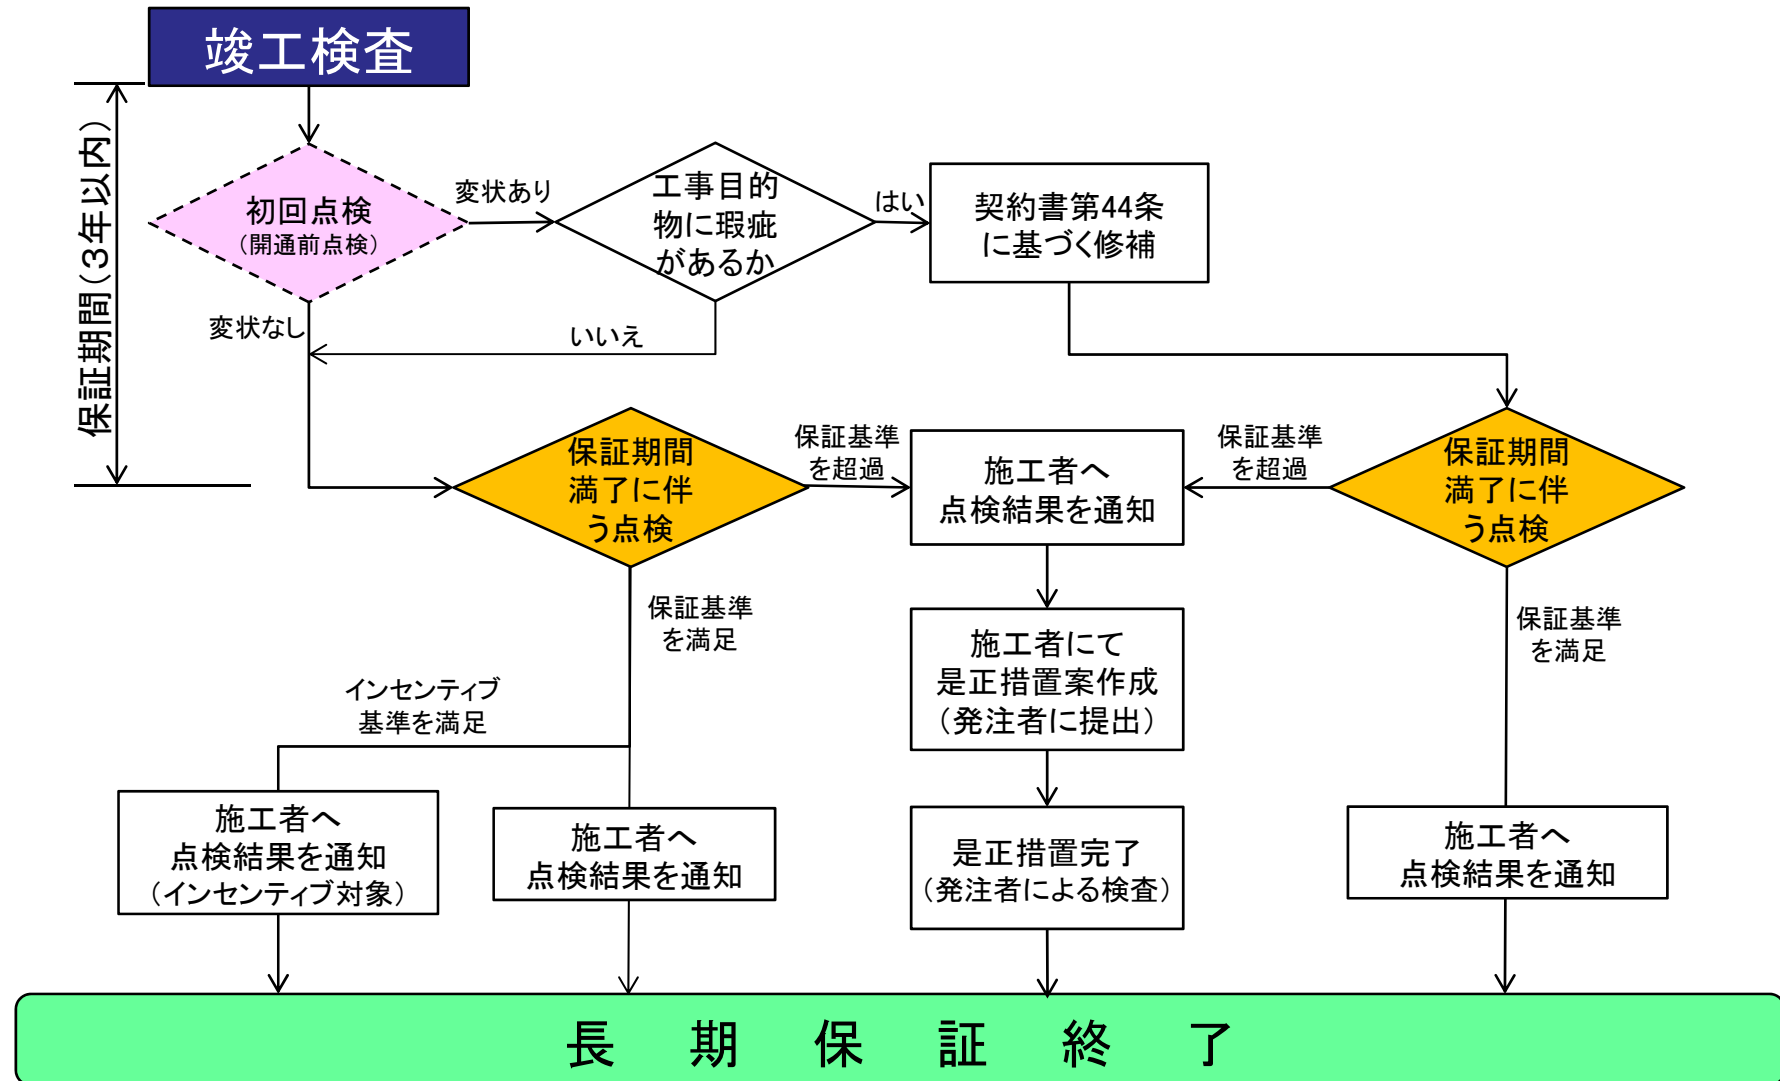 竣工検査
保証期間（３年以内）
初回点検
（開通前点検）
変状あり
工事目的
物に瑕疵
があるか
はい
契約書第44条
に基づく修補
変状なし
いいえ
保証期間
満了に伴
う点検
保証基準
を超過
施工者へ
点検結果を通知
保証基準
を超過
保証期間
満了に伴
う点検
保証基準
を満足
施工者にて
是正措置案作成
（発注者に提出）
保証基準
を満足
インセンティブ
基準を満足
施工者へ
点検結果を通知
（インセンティブ対象）
施工者へ
点検結果を通知
是正措置完了
（発注者による検査）
施工者へ
点検結果を通知
長期保証終了